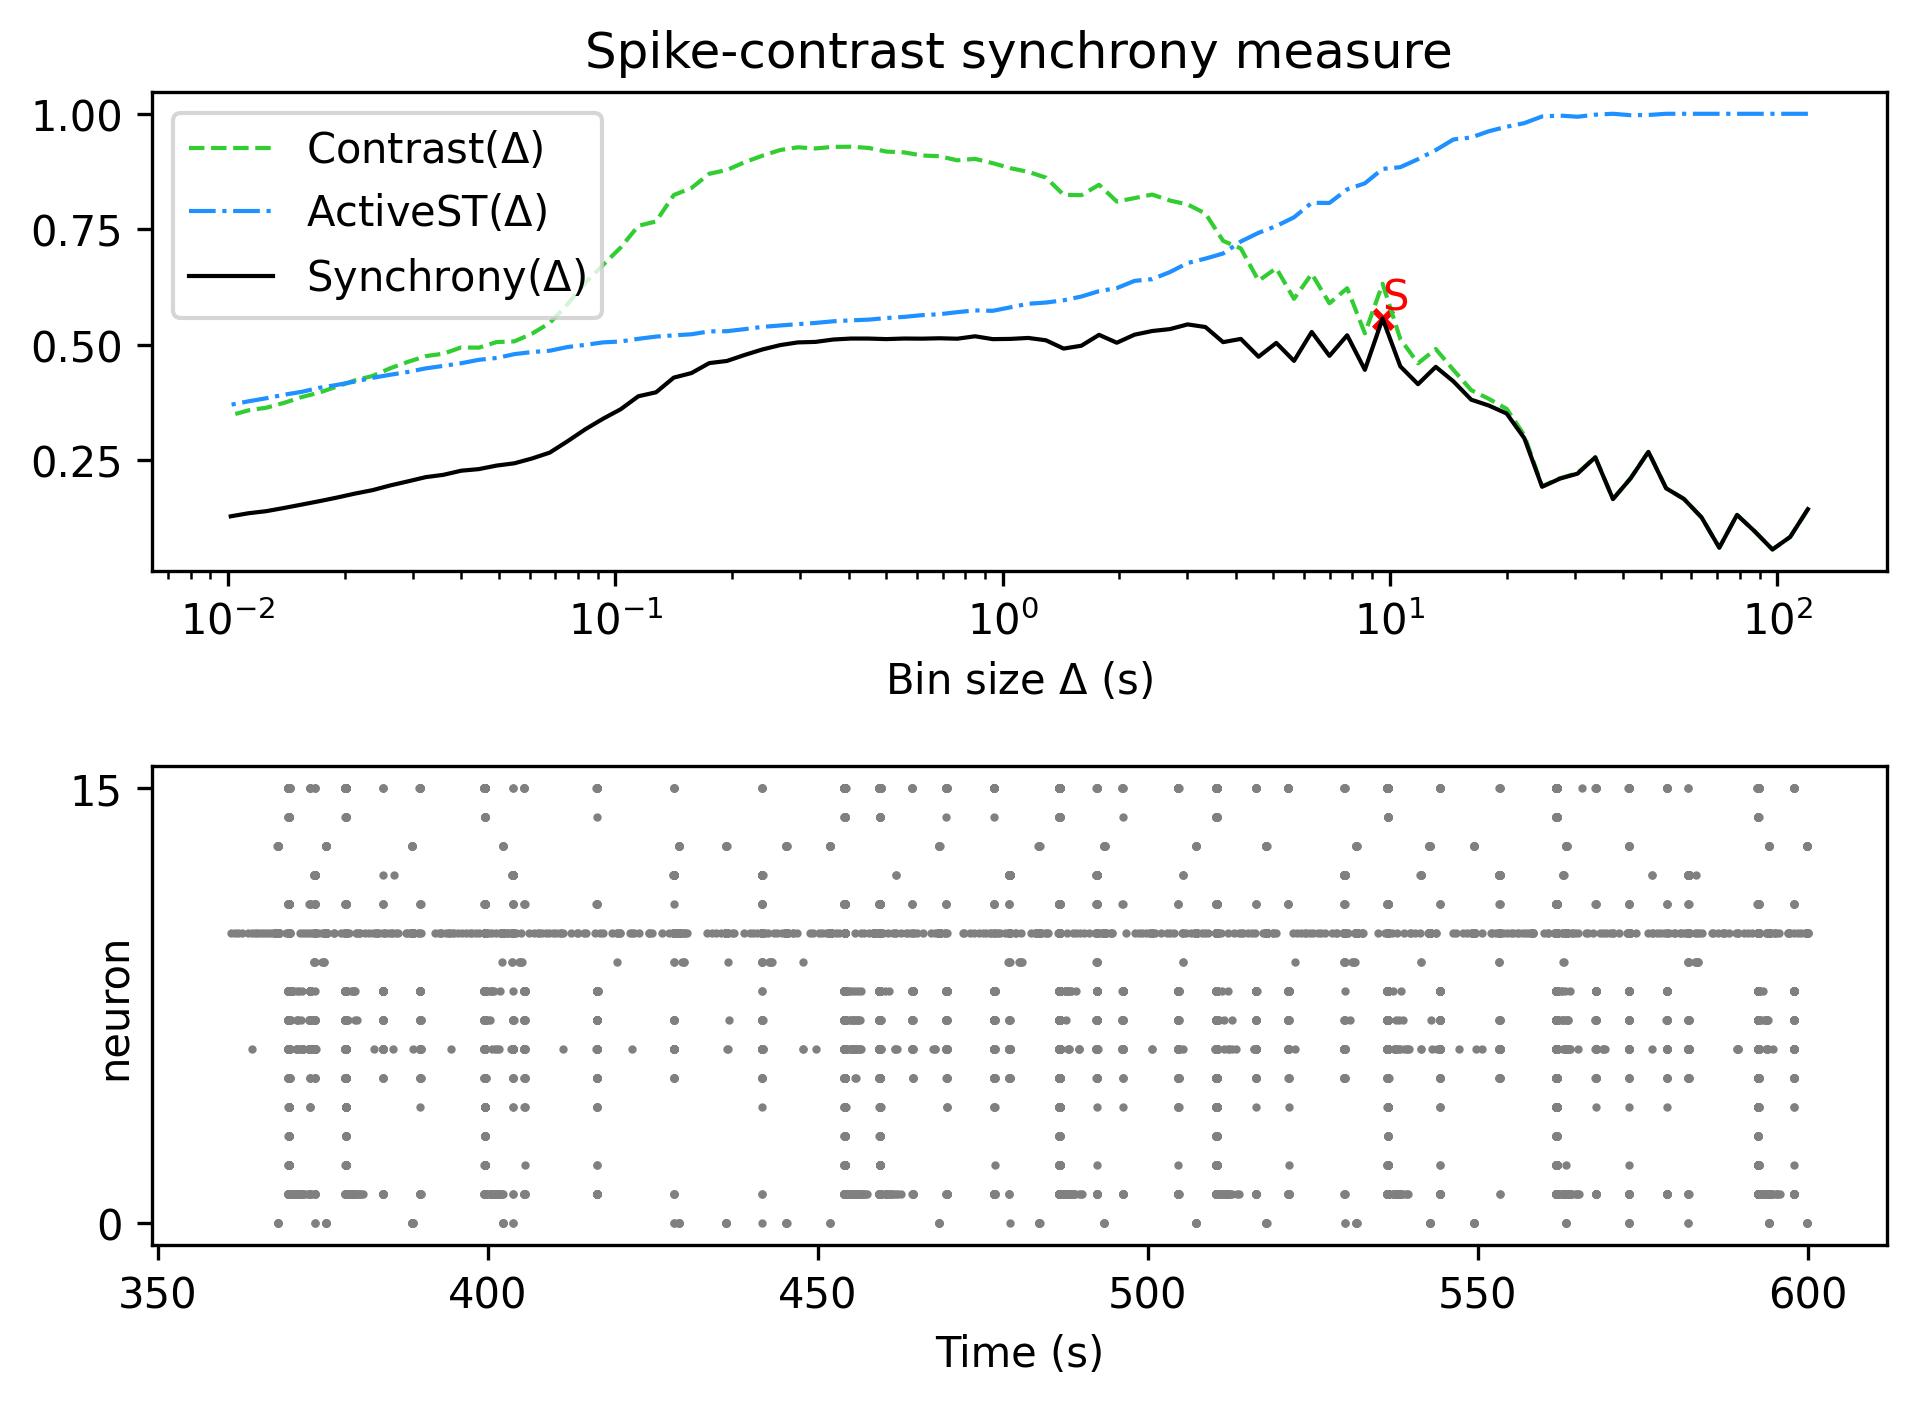 Spike-contrast synchrony measure
1.00
0.75
0.50
0.25
Contrast(Δ)
ActiveST(Δ)
Synchrony(Δ)
S
10⁻² 10⁻¹ 10⁰ 10¹ 10²
Bin size Δ (s)
15
0
neuron
350 400 450 500 550 600
Time (s)